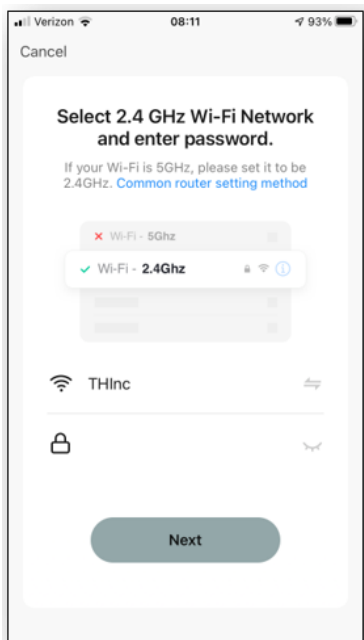 Verizon 08:11 93%
Cancel
Select 2.4 GHz Wi-Fi Network
and enter password.
If your Wi-Fi is 5GHz, please set it to be
2.4GHz. Common router setting method
Wi-Fi - 5Ghz
Wi-Fi - 2.4Ghz
THInc
Next